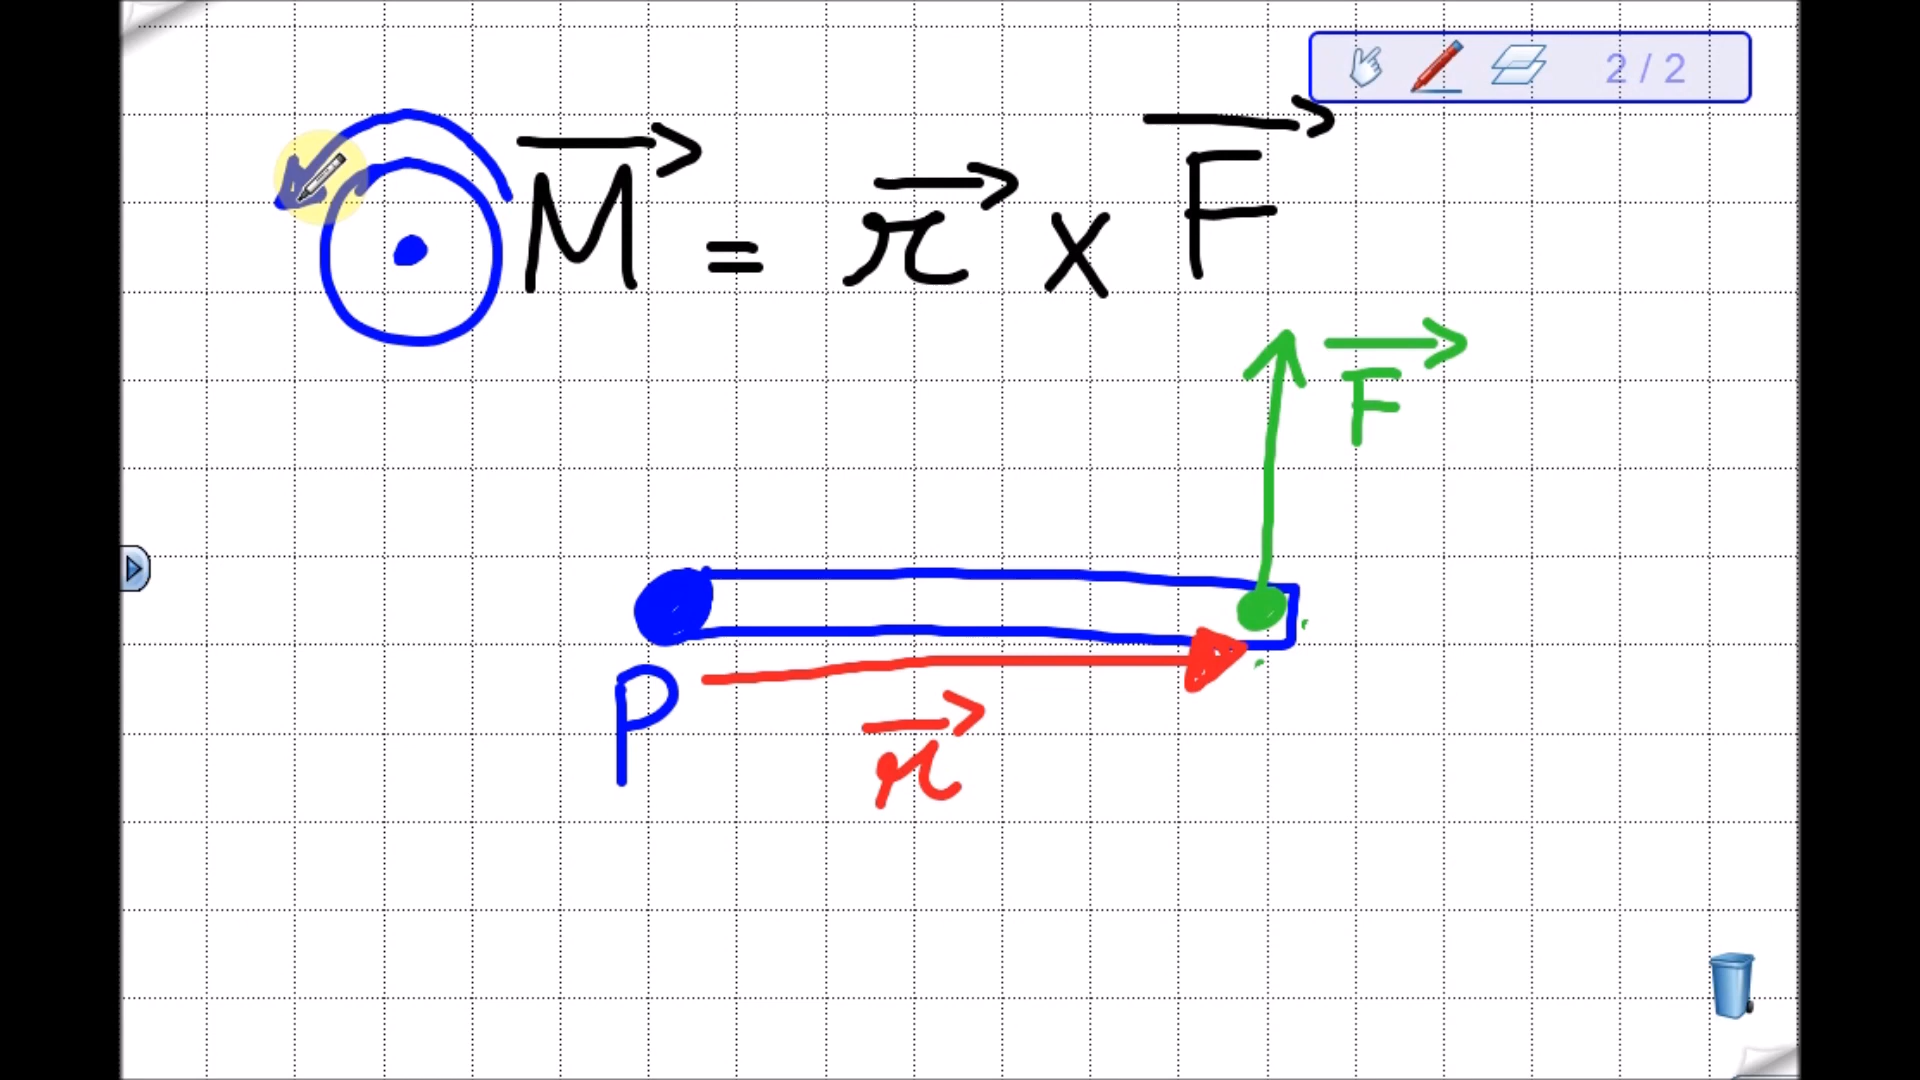 2 / 2
M⃗ = r⃗ x F⃗
F⃗
P
r⃗